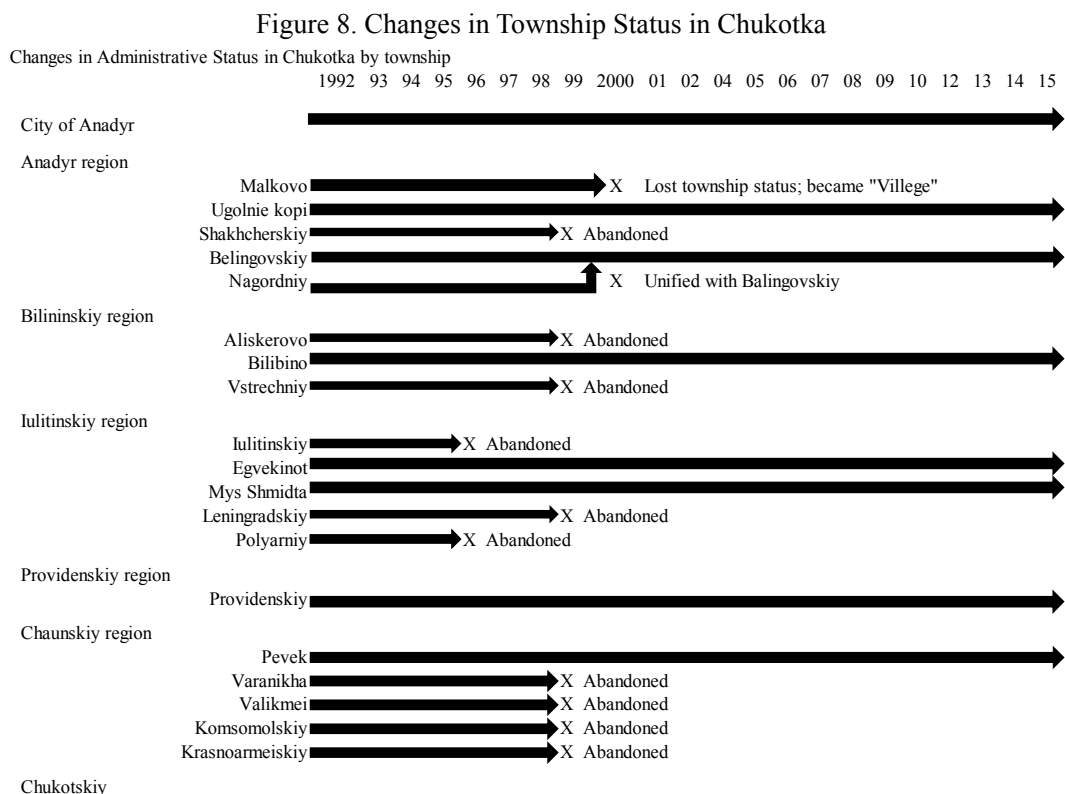 Figure 8. Changes in Township Status in Chukotka
Changes in Administrative Status in Chukotka by township
1992 93 94 95 96 97 98 99 2000 01 02 04 05 06 07 08 09 10 12 13 14 15
City of Anadyr
Anadyr region
Malkovo X Lost township status; became "Villege"
Ugolnie kopi
Shakhcherskiy X Abandoned
Belingovskiy
Nagordniy X Unified with Balingovskiy
Bilininskiy region
Aliskerovo X Abandoned
Bilibino
Vstrechniy X Abandoned
Iulitinskiy region
Iulitinskiy X Abandoned
Egvekinot
Mys Shmidta
Leningradskiy X Abandoned
Polyarniy X Abandoned
Providenskiy region
Providenskiy
Chaunskiy region
Pevek
Varanikha X Abandoned
Valikmei X Abandoned
Komsomolskiy X Abandoned
Krasnoarmeiskiy X Abandoned
Chukotskiy